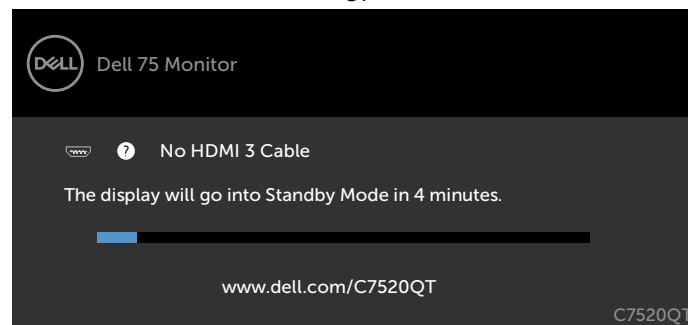 DELL
Dell 75 Monitor
? No HDMI 3 Cable
The display will go into Standby Mode in 4 minutes.
www.dell.com/C7520QT
C7520QT